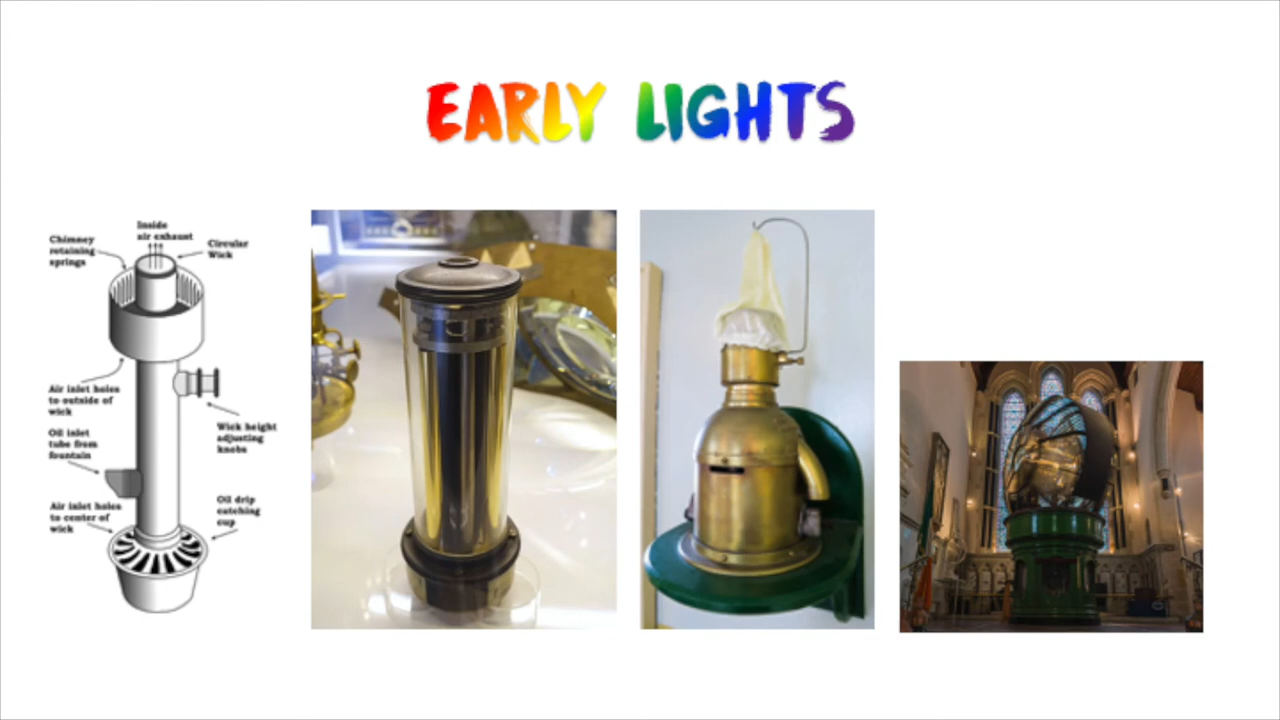 EARLY LIGHTS
Inside
air exhaust
Chimney
retaining
springs
Circular
Wick
Air inlet holes
to outside of
wick
Wick height
adjusting
knobs
Oil inlet
tube from
fountain
Air inlet holes
to center of
wick
Oil drip
catching
cup